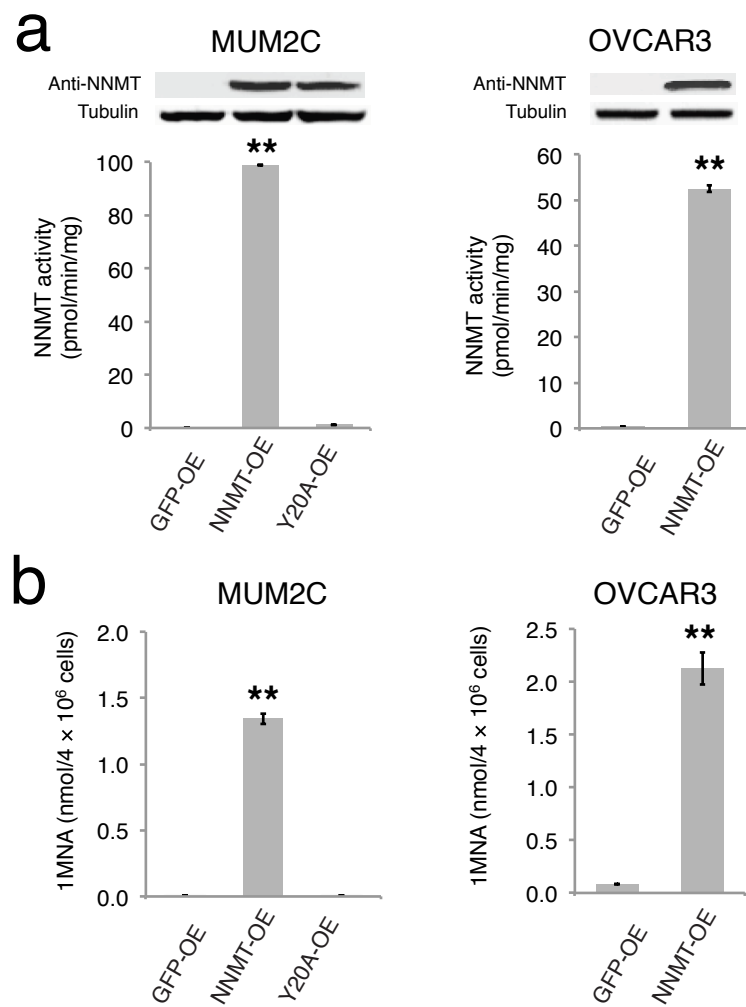 a
MUM2C
Anti-NNMT
Tubulin
**
NNMT activity
(pmol/min/mg)
100
80
60
40
20
0
GFP-OE
NNMT-OE
Y20A-OE
OVCAR3
Anti-NNMT
Tubulin
**
NNMT activity
(pmol/min/mg)
60
50
40
30
20
10
0
GFP-OE
NNMT-OE
b
MUM2C
**
1MNA (nmol/4 × 10⁶ cells)
2.0
1.5
1.0
0.5
0.0
GFP-OE
NNMT-OE
Y20A-OE
OVCAR3
**
1MNA (nmol/4 × 10⁶ cells)
2.5
2.0
1.5
1.0
0.5
0.0
GFP-OE
NNMT-OE